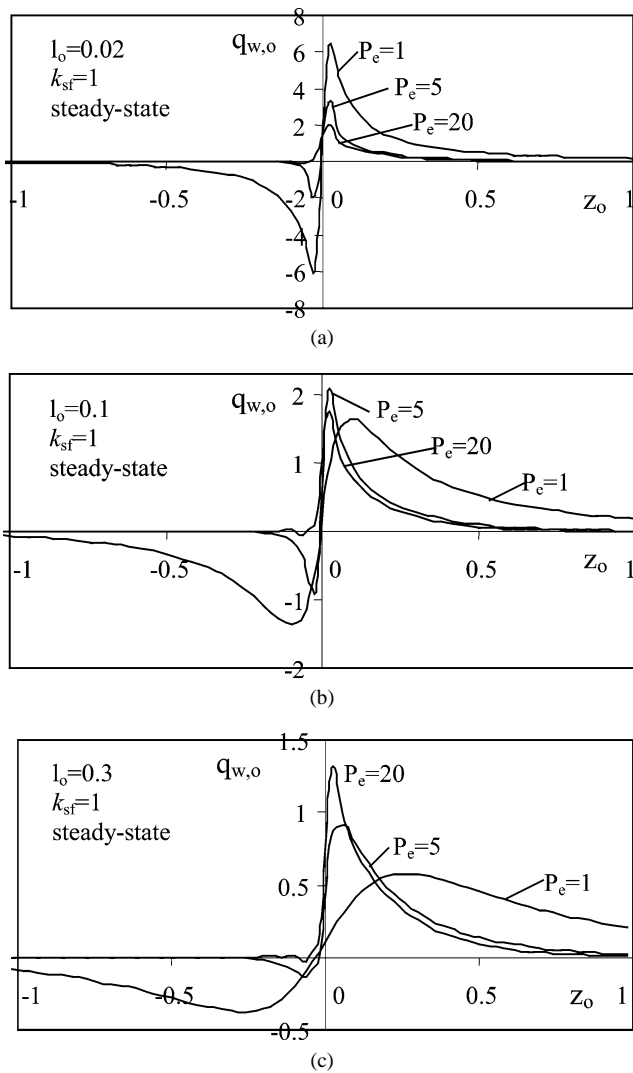 l₀=0.02
k_sf=1
steady-state
q_w,o
8
6
4
2
-2
-4
-6
-8
P_e=1
P_e=5
P_e=20
-1
-0.5
0
0.5
z_o
1
(a)
l_o=0.1
k_sf=1
steady-state
q_w,o
2
1
-1
-2
P_e=5
P_e=20
P_e=1
-1
-0.5
0
0.5
z_o
1
(b)
l_o=0.3
k_sf=1
steady-state
q_w,o
1.5
1
0.5
-0.5
P_e=20
P_e=5
P_e=1
-1
-0.5
0
0.5
z_o
1
(c)